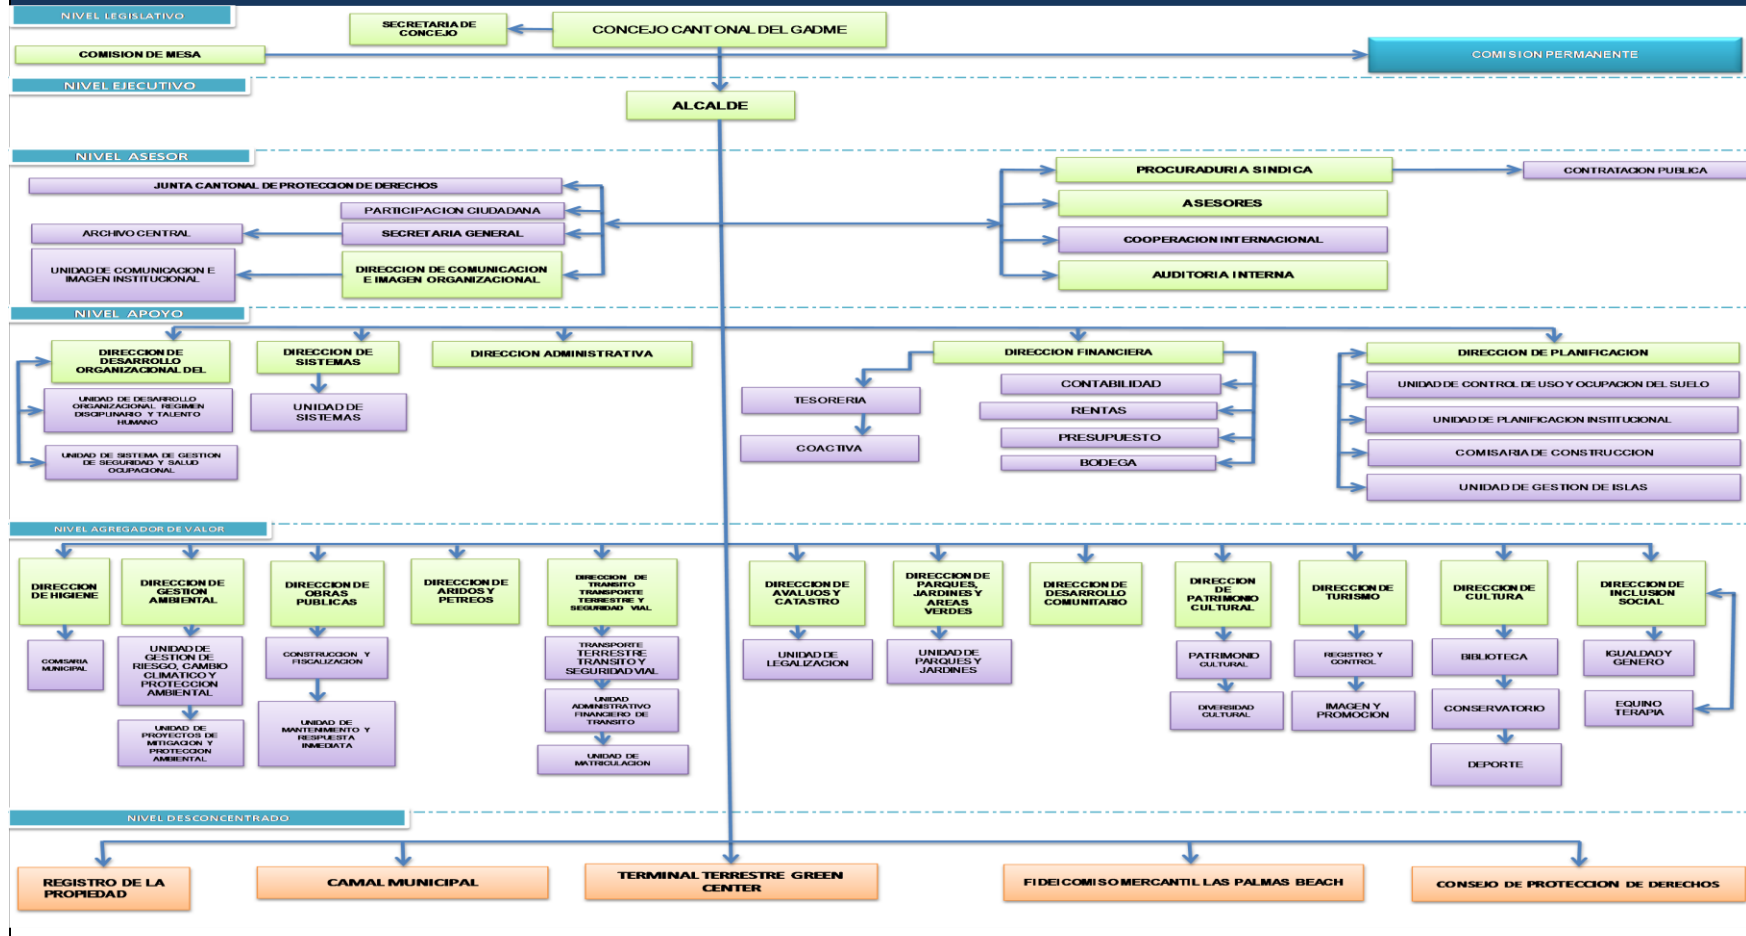 NIVEL LEGISLATIVO
SECRETARIA DE
CONCEJO
CONCEJO CANTONAL DEL GADME
COMISION DE MESA
COMISION PERMANENTE
NIVEL EJECUTIVO
ALCALDE
NIVEL ASESOR
JUNTA CANTONAL DE PROTECCION DE DERECHOS
PARTICIPACION CIUDADANA
ARCHIVO CENTRAL
SECRETARIA GENERAL
UNIDAD DE COMUNICACION E
IMAGEN INSTITUCIONAL
DIRECCION DE COMUNICACION
E IMAGEN ORGANIZACIONAL
PROCURADURIA SINDICA
CONTRATACION PUBLICA
ASESORES
COOPERACION INTERNACIONAL
AUDITORIA INTERNA
NIVEL APOYO
DIRECCION DE
DESARROLLO
ORGANIZACIONAL DEL
UNIDAD DE DESARROLLO
ORGANIZACIONAL REGIMEN
DISCIPLINARIO Y TALENTO
HUMANO
UNIDAD DE SISTEMA DE GESTION
DE SEGURIDAD Y SALUD
OCUPACIONAL
DIRECCION DE
SISTEMAS
UNIDAD DE
SISTEMAS
DIRECCION ADMINISTRATIVA
DIRECCION FINANCIERA
TESORERIA
COACTIVA
CONTABILIDAD
RENTAS
PRESUPUESTO
BODEGA
DIRECCION DE PLANIFICACION
UNIDAD DE CONTROL DE USO Y OCUPACION DEL SUELO
UNIDAD DE PLANIFICACION INSTITUCIONAL
COMISARIA DE CONSTRUCCION
UNIDAD DE GESTION DE ISLAS
NIVEL AGREGADOR DE VALOR
DIRECCION
DE HIGIENE
COMISARIA
MUNICIPAL
DIRECCION DE
GESTION
AMBIENTAL
UNIDAD DE
GESTION DE
RIESGO, CAMBIO
CLIMATICO Y
PROTECCION
AMBIENTAL
UNIDAD DE
PROYECTOS DE
MITIGACION Y
PROTECCION
AMBIENTAL
DIRECCION DE
OBRAS
PUBLICAS
CONSTRUCCION Y
FISCALIZACION
UNIDAD DE
MANTENIMIENTO Y
RESPUESTA
INMEDIATA
DIRECCION DE
ARIDOS Y
PETREOS
DIRECCION DE
TRANSITO
TRANSPORTE
TERRESTRE Y
SEGURIDAD VIAL
TRANSPORTE
TERRESTRE
TRANSITO Y
SEGURIDAD VIAL
UNIDAD
ADMINISTRATIVO
FINANCIERO DE
TRANSITO
UNIDAD DE
MATRICULACION
DIRECCION DE
AVALUOS Y
CATASTRO
UNIDAD DE
LEGALIZACION
DIRECCION DE
PARQUES,
JARDINES Y
AREAS
VERDES
UNIDAD DE
PARQUES Y
JARDINES
DIRECCION DE
DESARROLLO
COMUNITARIO
DIRECCION
DE
PATRIMONIO
CULTURAL
PATRIMONIO
CULTURAL
DIVERSIDAD
CULTURAL
DIRECCION DE
TURISMO
REGISTRO Y
CONTROL
IMAGEN Y
PROMOCION
DIRECCION DE
CULTURA
BIBLIOTECA
CONSERVATORIO
DEPORTE
DIRECCION DE
INCLUSION
SOCIAL
IGUALDAD Y
GENERO
EQUINO
TERAPIA
NIVEL DESCONCENTRADO
REGISTRO DE LA
PROPIEDAD
CAMAL MUNICIPAL
TERMINAL TERRESTRE GREEN
CENTER
FIDEICOMISO MERCANTIL LAS PALMAS BEACH
CONSEJO DE PROTECCION DE DERECHOS